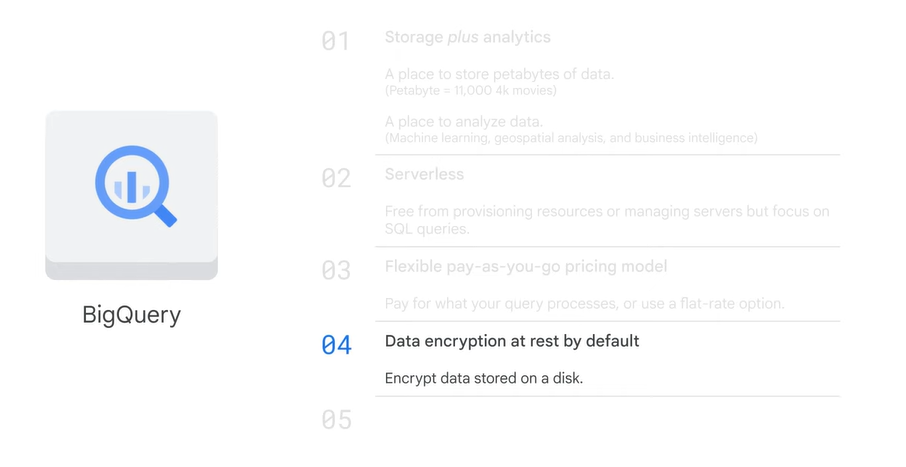 01
Storage plus analytics
A place to store petabytes of data.
(Petabyte = 11,000 4k movies)
A place to analyze data.
(Machine learning, geospatial analysis, and business intelligence)
02
Serverless
Free from provisioning resources or managing servers but focus on
SQL queries.
03
Flexible pay-as-you-go pricing model
Pay for what your query processes, or use a flat-rate option.
BigQuery
04
Data encryption at rest by default
Encrypt data stored on a disk.
05